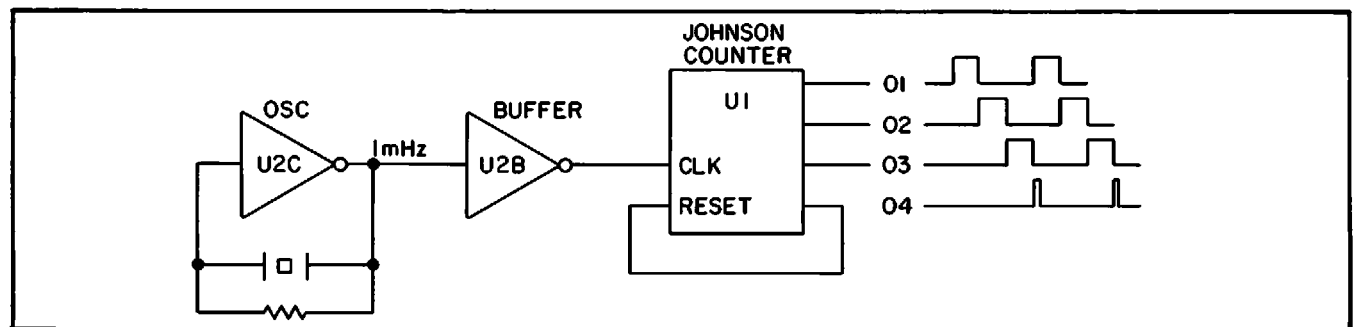 JOHNSON
COUNTER
OSC
BUFFER
U1
O1
O2
1mHz
U2C
U2B
CLK
O3
RESET
O4